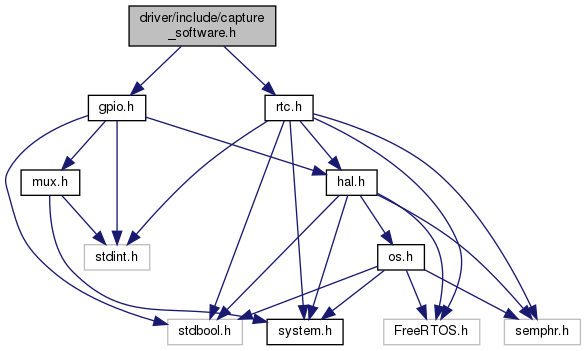 driver/include/capture
_software.h
gpio.h
rtc.h
mux.h
hal.h
stdint.h
os.h
stdbool.h
system.h
FreeRTOS.h
semphr.h